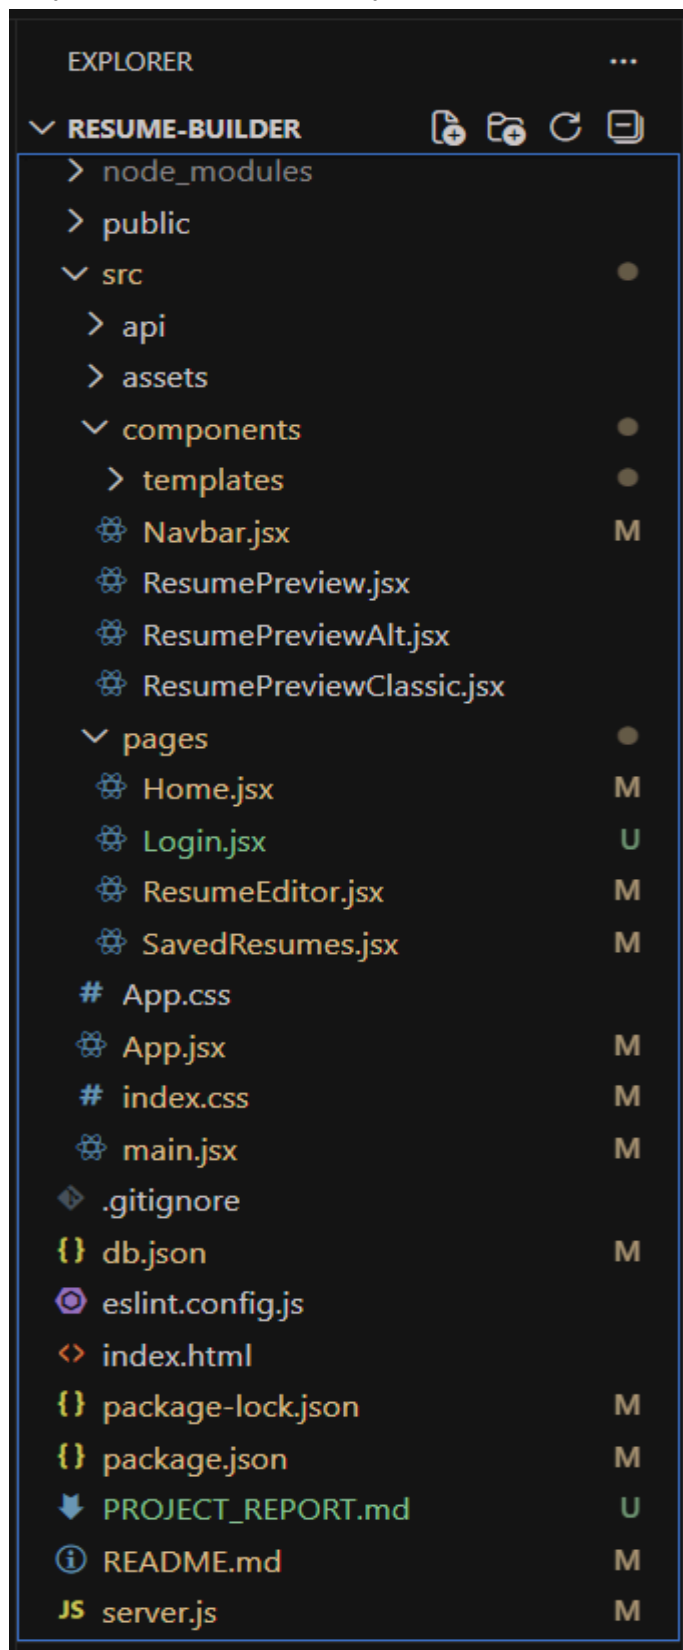 EXPLORER ...
RESUME-BUILDER
node_modules
public
src
api
assets
components
templates
Navbar.jsx M
ResumePreview.jsx
ResumePreviewAlt.jsx
ResumePreviewClassic.jsx
pages
Home.jsx M
Login.jsx U
ResumeEditor.jsx M
SavedResumes.jsx M
# App.css
App.jsx M
# index.css M
main.jsx M
.gitignore
{} db.json M
eslint.config.js
<> index.html
{} package-lock.json M
{} package.json M
PROJECT_REPORT.md U
README.md M
JS server.js M